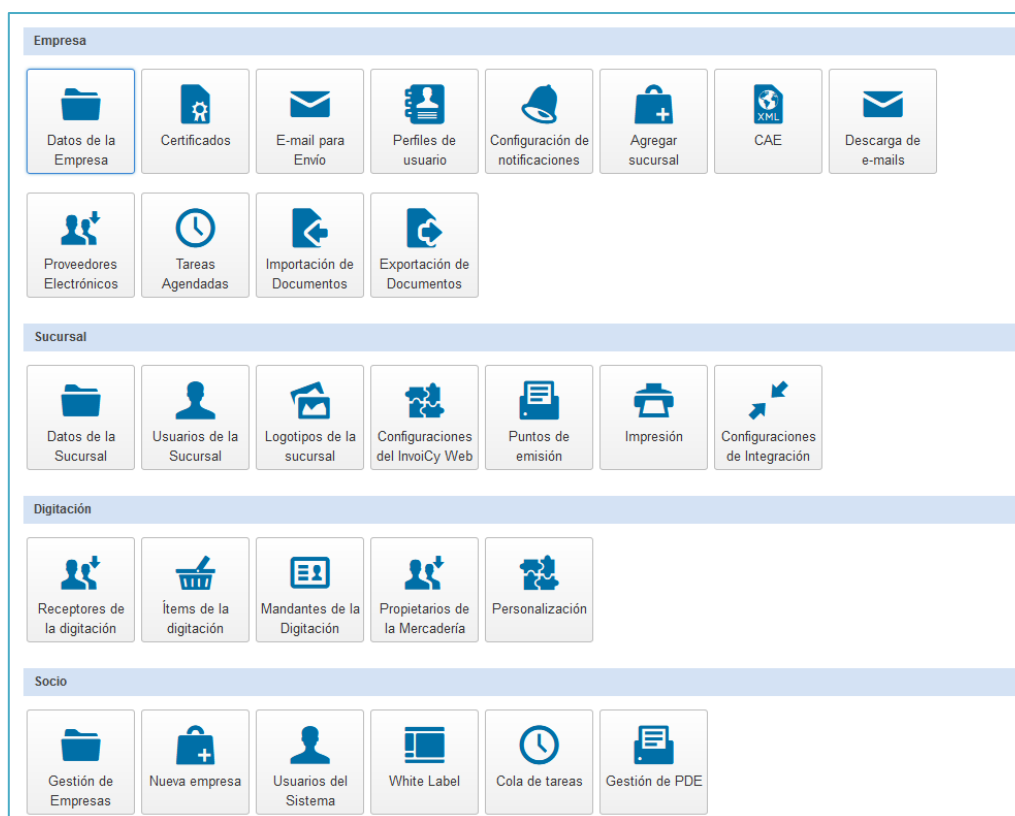 Empresa
Datos de la Empresa
Certificados
E-mail para Envío
Perfiles de usuario
Configuración de notificaciones
Agregar sucursal
XML
CAE
Descarga de e-mails
Proveedores Electrónicos
Tareas Agendadas
Importación de Documentos
Exportación de Documentos
Sucursal
Datos de la Sucursal
Usuarios de la Sucursal
Logotipos de la sucursal
Configuraciones del InvoiCy Web
Puntos de emisión
Impresión
Configuraciones de Integración
Digitación
Receptores de la digitación
Ítems de la digitación
Mandantes de la Digitación
Propietarios de la Mercadería
Personalización
Socio
Gestión de Empresas
Nueva empresa
Usuarios del Sistema
White Label
Cola de tareas
Gestión de PDE